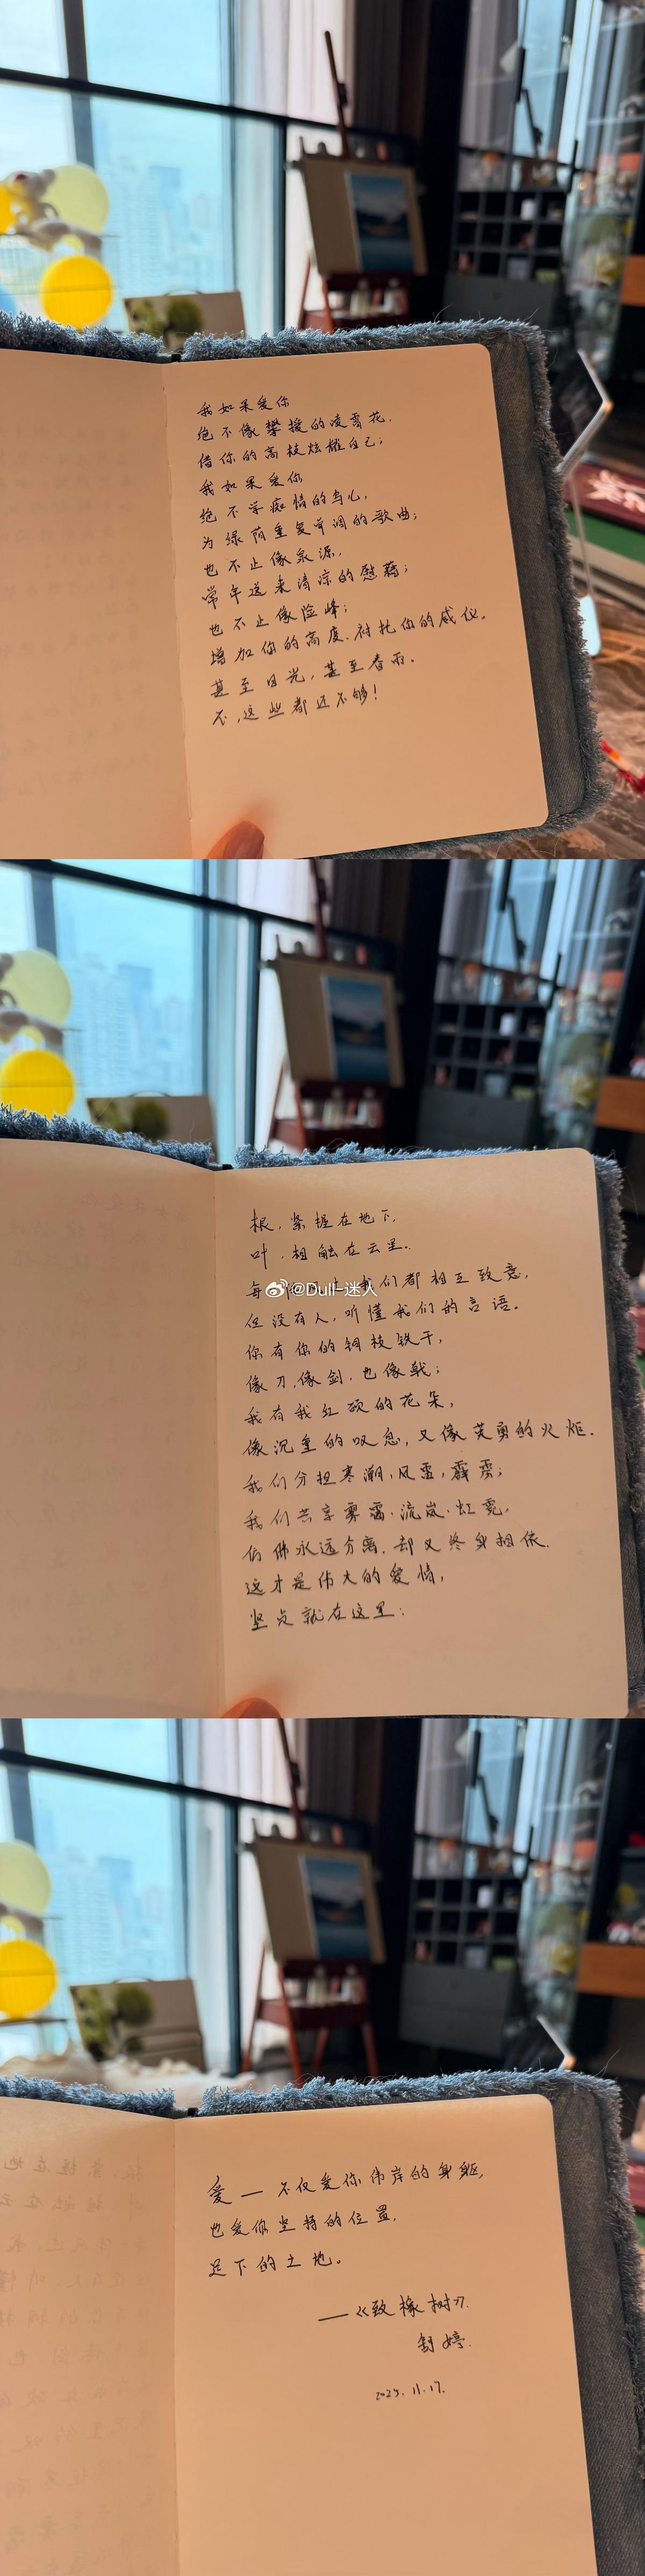 我如果爱你
绝不像攀援的凌霄花.
借你的高枝炫耀自己;
我如果爱你
绝不学痴情的鸟儿,
为绿荫重复单调的歌曲;
也不止像泉源,
常年送来清凉的慰藉;
也不止像险峰;
增加你的高度.衬托你的威仪.
甚至日光,甚至春雨.
不,这些都还不够!
根.紧握在地下,
叶.相触在云里.
每 我们都相互致意,
@Dull-迷人
但没有人,听懂我们的言语。
你有你的铜枝铁干,
像刀,像剑.也像戟;
我有我红硕的花朵,
像沉重的叹息,又像英勇的火炬.
我们分担寒潮,风雷,霹雳;
我们共享雾霭.流岚.虹霓,
仿佛永远分离.却又终身相依.
这才是伟大的爱情,
坚贞就在这里:
爱—不仅爱你伟岸的身躯,
也爱你坚持的位置,
足下的土地。
——《致橡树》.
舒婷.
11.17.